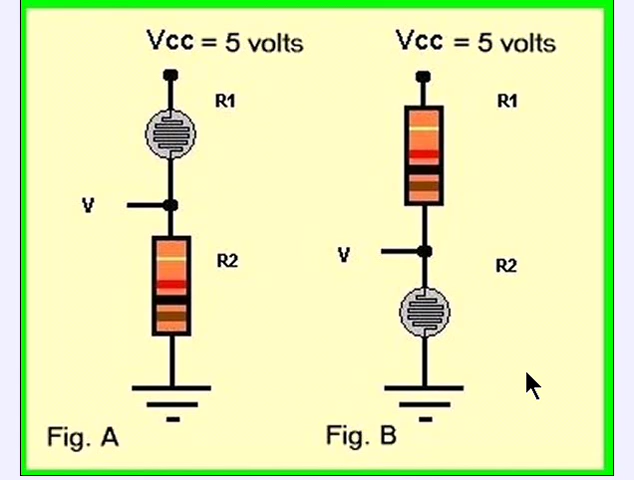 Vcc = 5 volts
Vcc = 5 volts
R1
R1
V
V
R2
R2
Fig. A
Fig. B